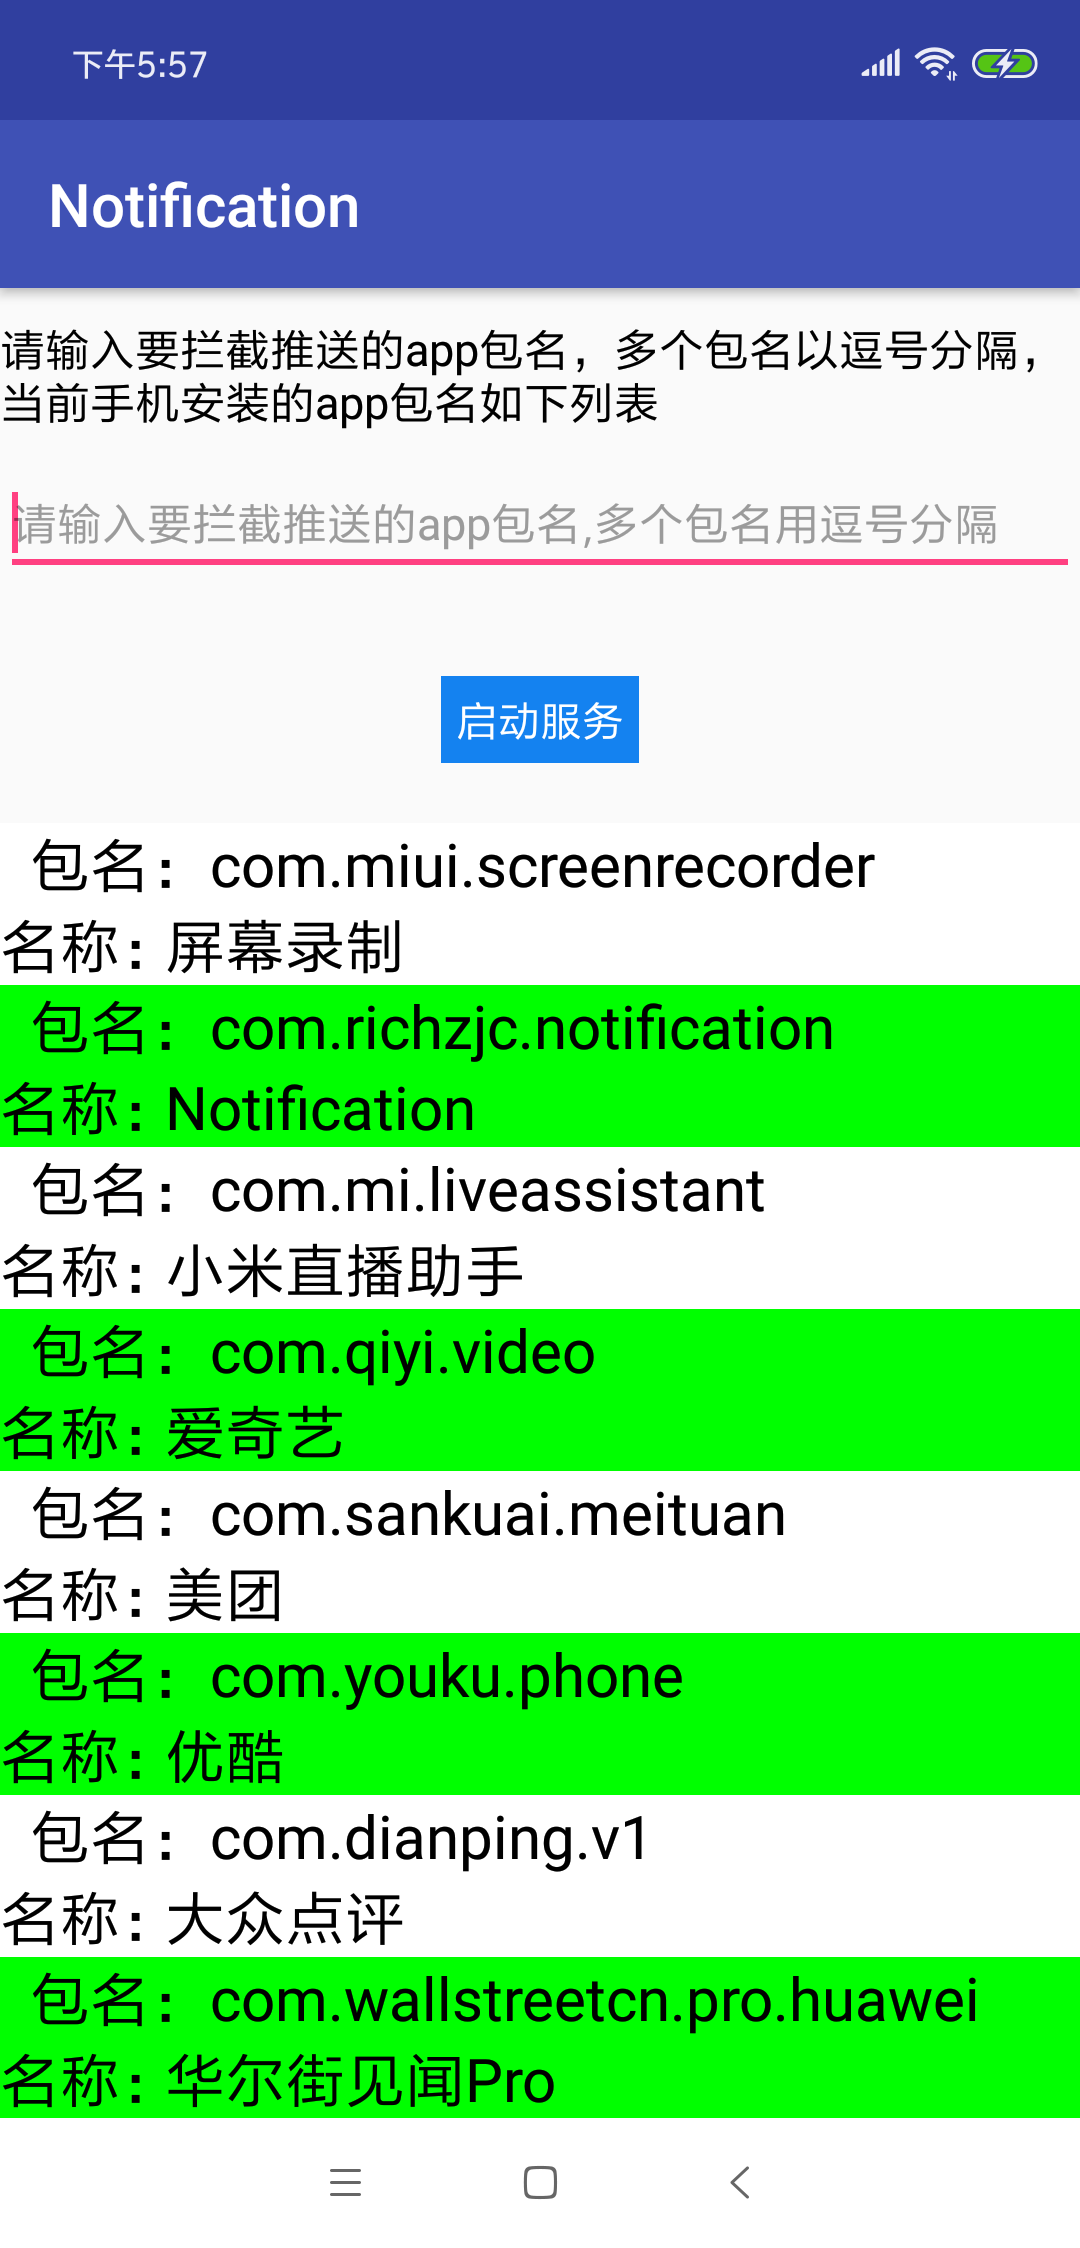 下午5:57
Notification
请输入要拦截推送的app包名，多个包名以逗号分隔，
当前手机安装的app包名如下列表
请输入要拦截推送的app包名,多个包名用逗号分隔
启动服务
包名：com.miui.screenrecorder
名称：屏幕录制
包名：com.richzjc.notification
名称：Notification
包名：com.mi.liveassistant
名称：小米直播助手
包名：com.qiyi.video
名称：爱奇艺
包名：com.sankuai.meituan
名称：美团
包名：com.youku.phone
名称：优酷
包名：com.dianping.v1
名称：大众点评
包名：com.wallstreetcn.pro.huawei
名称：华尔街见闻Pro